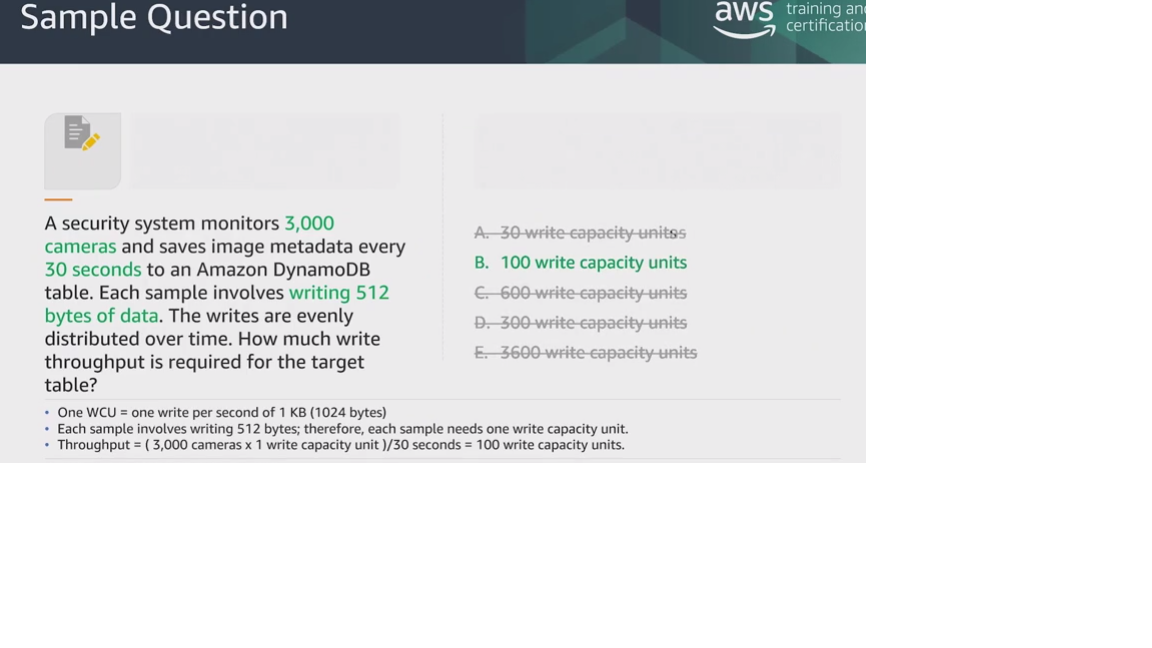 Sample Question
aws
training and
certification
A security system monitors 3,000
cameras and saves image metadata every
30 seconds to an Amazon DynamoDB
table. Each sample involves writing 512
bytes of data. The writes are evenly
distributed over time. How much write
throughput is required for the target
table?
A. 30 write capacity units
B. 100 write capacity units
C. 600 write capacity units
D. 300 write capacity units
E. 3600 write capacity units
• One WCU = one write per second of 1 KB (1024 bytes)
• Each sample involves writing 512 bytes; therefore, each sample needs one write capacity unit.
• Throughput = ( 3,000 cameras x 1 write capacity unit )/30 seconds = 100 write capacity units.